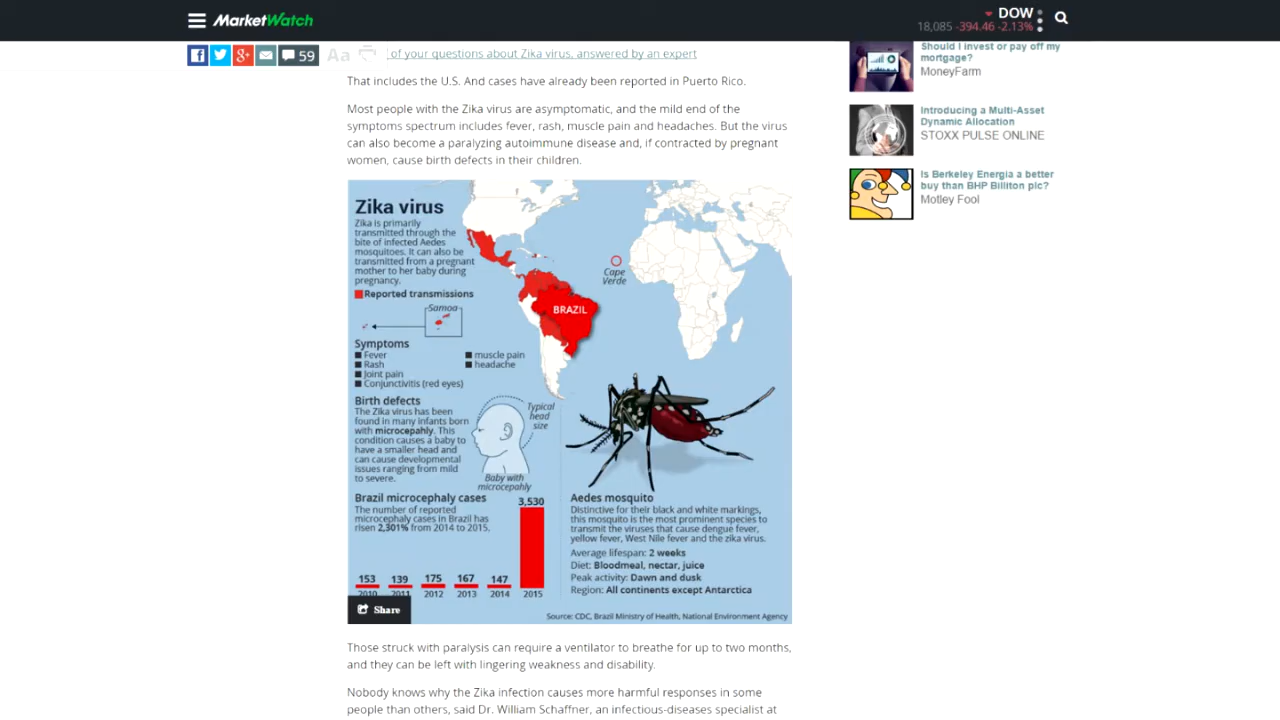 MarketWatch
DOW
18,085 -394.46 -2.13%
59
Aa
of your questions about Zika virus, answered by an expert
That includes the U.S. And cases have already been reported in Puerto Rico.
Most people with the Zika virus are asymptomatic, and the mild end of the
symptoms spectrum includes fever, rash, muscle pain and headaches. But the virus
can also become a paralyzing autoimmune disease and, if contracted by pregnant
women, cause birth defects in their children.
Zika virus
Zika is primarily
transmitted through the
bite of infected Aedes
mosquitoes. It can also be
transmitted from a pregnant
mother to her baby during
pregnancy.
Reported transmissions
Samoa
Cape
Verde
BRAZIL
Symptoms
Fever
Rash
Joint pain
Conjunctivitis (red eyes)
muscle pain
headache
Birth defects
The Zika virus has been
found in many infants born
with microcepahly. This
condition causes a baby to
have a smaller head and
can cause developmental
issues ranging from mild
to severe.
Typical
head
size
Baby with
microcepahly
Brazil microcephaly cases
The number of reported
microcephaly cases in Brazil has
risen 2,301% from 2014 to 2015.
153
139
175
167
147
3,530
2010
2011
2012
2013
2014
2015
Aedes mosquito
Distinctive for their black and white markings,
this mosquito is the most prominent species to
transmit the viruses that cause dengue fever,
yellow fever, West Nile fever and the zika virus.
Average lifespan: 2 weeks
Diet: Bloodmeal, nectar, juice
Peak activity: Dawn and dusk
Region: All continents except Antarctica
Share
Source: CDC, Brazil Ministry of Health, National Environment Agency
Those struck with paralysis can require a ventilator to breathe for up to two months,
and they can be left with lingering weakness and disability.
Nobody knows why the Zika infection causes more harmful responses in some
people than others, said Dr. William Schaffner, an infectious-diseases specialist at
Should I invest or pay off my
mortgage?
MoneyFarm
Introducing a Multi-Asset
Dynamic Allocation
STOXX PULSE ONLINE
Is Berkeley Energia a better
buy than BHP Billiton plc?
Motley Fool